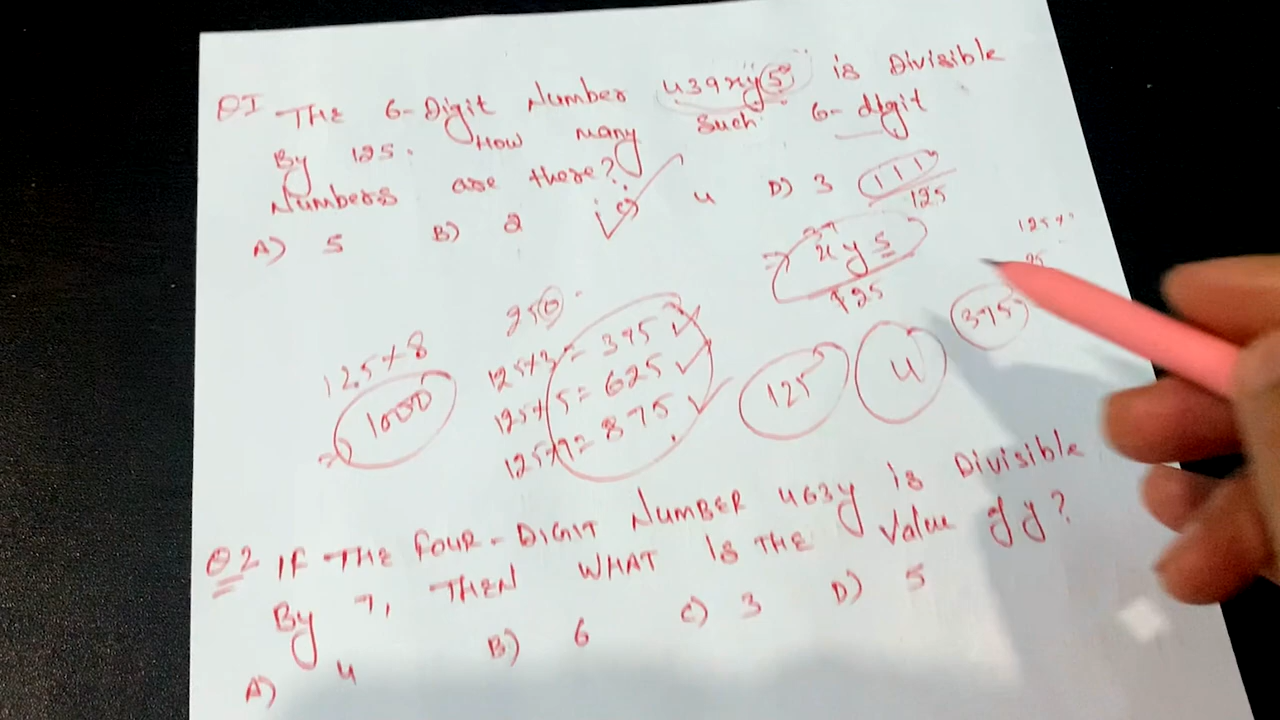 Q1 THE 6-Digit Number 439xy5 is Divisible
By 125. How many such 6-digit
Numbers are there?
A) 5 B) 2 C) 4 D) 3
111
125
xy5
125
125×
25
250
125×8
1000
125×3 = 375
125×5 = 625
125×7 = 875
125
4
375
Q2 IF THE FOUR-DIGIT NUMBER 463y is Divisible
By 7, THEN WHAT IS THE Value of y?
A) 4 B) 6 C) 3 D) 5